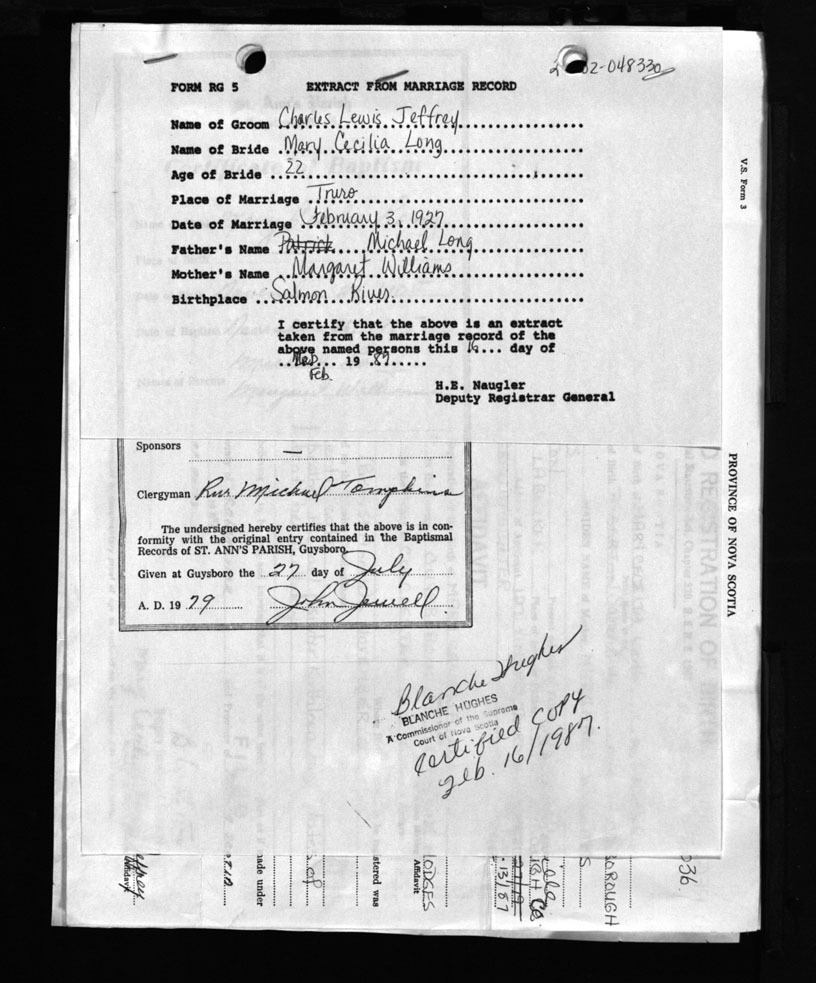 02-048330
FORM RG 5 EXTRACT FROM MARRIAGE RECORD
Name of Groom Charles Lewis Jeffrey
Name of Bride Mary Cecilia Long
Age of Bride 22
Place of Marriage Truro
Date of Marriage February 3, 1927
Father's Name Patrick Michael Long
Mother's Name Margaret Williams
Birthplace Salmon River
I certify that the above is an extract
taken from the marriage record of the
above named persons this 16 day of
19 87
Feb.
H.E. Naugler
Deputy Registrar General
V.S. Form 3
PROVINCE OF NOVA SCOTIA
Sponsors —
Clergyman Rev Michael Tompkins
The undersigned hereby certifies that the above is in con-
formity with the original entry contained in the Baptismal
Records of ST. ANN'S PARISH, Guysboro.
Given at Guysboro the 27 day of July
A. D. 19 79 John Jewell
Blanche Hughes
BLANCHE HUGHES
A Commissioner of the Supreme
Court of Nova Scotia
Certified Copy
Feb. 16/1987.
Affidavit
made under
stered was
Affidavit
036.